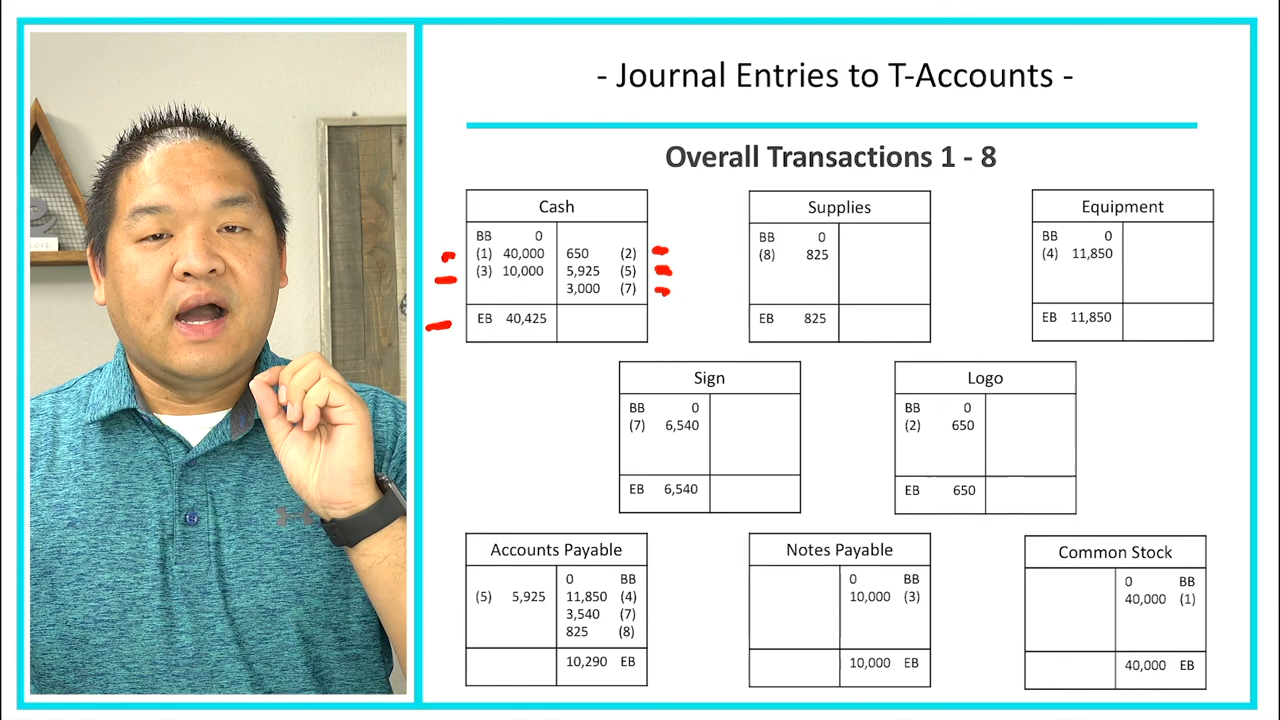 - Journal Entries to T-Accounts -
Overall Transactions 1 - 8
Cash
BB 0
(1) 40,000 650 (2)
(3) 10,000 5,925 (5)
3,000 (7)
EB 40,425
Supplies
BB 0
(8) 825
EB 825
Equipment
BB 0
(4) 11,850
EB 11,850
Sign
BB 0
(7) 6,540
EB 6,540
Logo
BB 0
(2) 650
EB 650
Accounts Payable
0 BB
(5) 5,925 11,850 (4)
3,540 (7)
825 (8)
10,290 EB
Notes Payable
0 BB
10,000 (3)
10,000 EB
Common Stock
0 BB
40,000 (1)
40,000 EB
LOVE